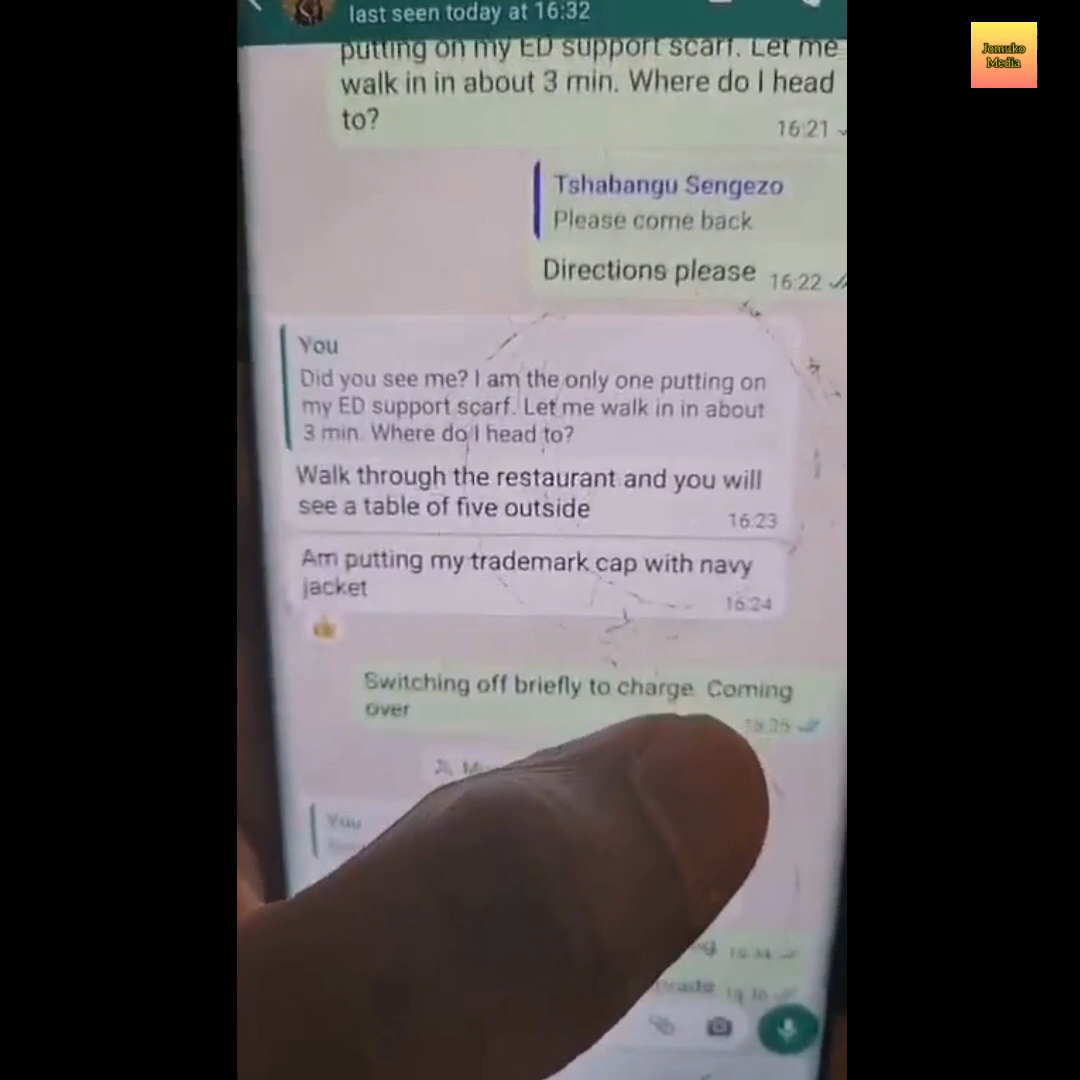 last seen today at 16:32
Jomuko
Media
putting on my ED support scarf. Let me
walk in in about 3 min. Where do I head
to?
16:21
Tshabangu Sengezo
Please come back
Directions please
16:22
You
Did you see me? I am the only one putting on
my ED support scarf. Let me walk in in about
3 min. Where do I head to?
Walk through the restaurant and you will
see a table of five outside
16:23
Am putting my trademark cap with navy
jacket
16:24
Switching off briefly to charge. Coming
over
16:25
You